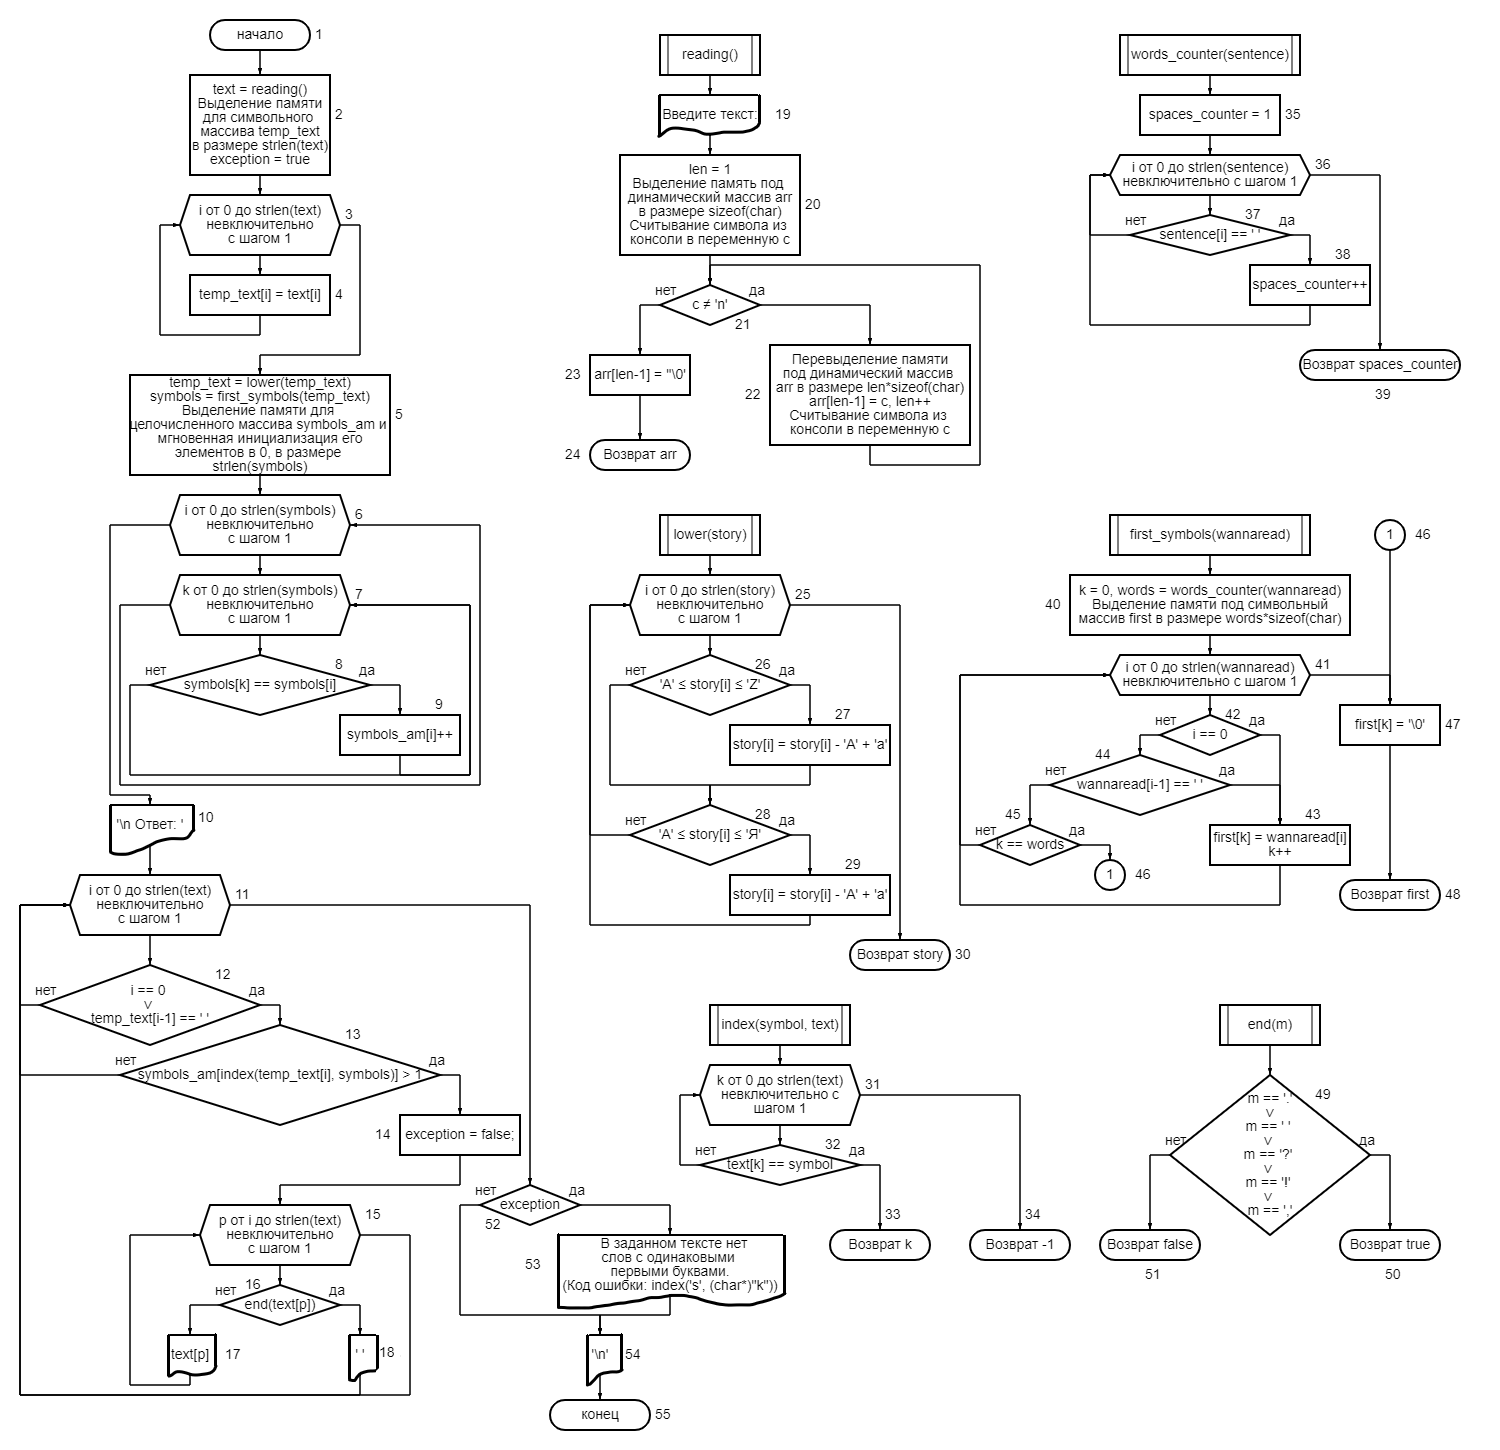 начало
1
text = reading()
Выделение памяти
для символьного
массива temp_text
в размере strlen(text)
exception = true
2
i от 0 до strlen(text)
невключительно
с шагом 1
3
temp_text[i] = text[i]
4
temp_text = lower(temp_text)
symbols = first_symbols(temp_text)
Выделение памяти для
целочисленного массива symbols_am и
мгновенная инициализация его
элементов в 0, в размере
strlen(symbols)
5
i от 0 до strlen(symbols)
невключительно
с шагом 1
6
k от 0 до strlen(symbols)
невключительно
с шагом 1
7
нет
8
да
symbols[k] == symbols[i]
9
symbols_am[i]++
'\n Ответ: '
10
i от 0 до strlen(text)
невключительно
с шагом 1
11
12
нет
да
i == 0
∨
temp_text[i-1] == ' '
13
нет
да
symbols_am[index(temp_text[i], symbols)] > 1
14
exception = false;
p от i до strlen(text)
невключительно
с шагом 1
15
нет
16
да
end(text[p])
text[p]
17
' '
18
нет
да
exception
52
53
В заданном тексте нет
слов с одинаковыми
первыми буквами.
(Код ошибки: index('s', (char*)"k"))
'\n'
54
конец
55
reading()
Введите текст:
19
len = 1
Выделение память под
динамический массив arr
в размере sizeof(char)
Считывание символа из
консоли в переменную c
20
нет
да
c ≠ 'n'
21
23
arr[len-1] = "\0'
22
Перевыделение памяти
под динамический массив
arr в размере len*sizeof(char)
arr[len-1] = c, len++
Считывание символа из
консоли в переменную c
24
Возврат arr
words_counter(sentence)
spaces_counter = 1
35
i от 0 до strlen(sentence)
невключительно с шагом 1
36
нет
37
да
sentence[i] == ' '
38
spaces_counter++
Возврат spaces_counter
39
lower(story)
i от 0 до strlen(story)
невключительно
с шагом 1
25
нет
26
да
'A' ≤ story[i] ≤ 'Z'
27
story[i] = story[i] - 'A' + 'a'
нет
28
да
'А' ≤ story[i] ≤ 'Я'
29
story[i] = story[i] - 'А' + 'а'
Возврат story
30
first_symbols(wannaread)
1
46
40
k = 0, words = words_counter(wannaread)
Выделение памяти под символьный
массив first в размере words*sizeof(char)
i от 0 до strlen(wannaread)
невключительно с шагом 1
41
нет
42
да
i == 0
44
нет
да
wannaread[i-1] == ' '
45
нет
да
k == words
1
46
43
first[k] = wannaread[i]
k++
first[k] = '\0'
47
Возврат first
48
index(symbol, text)
k от 0 до strlen(text)
невключительно с
шагом 1
31
нет
32
да
text[k] == symbol
33
Возврат k
34
Возврат -1
end(m)
49
m == '.'
∨
m == ' '
∨
m == '?'
∨
m == '!'
∨
m == ','
нет
да
Возврат false
51
Возврат true
50